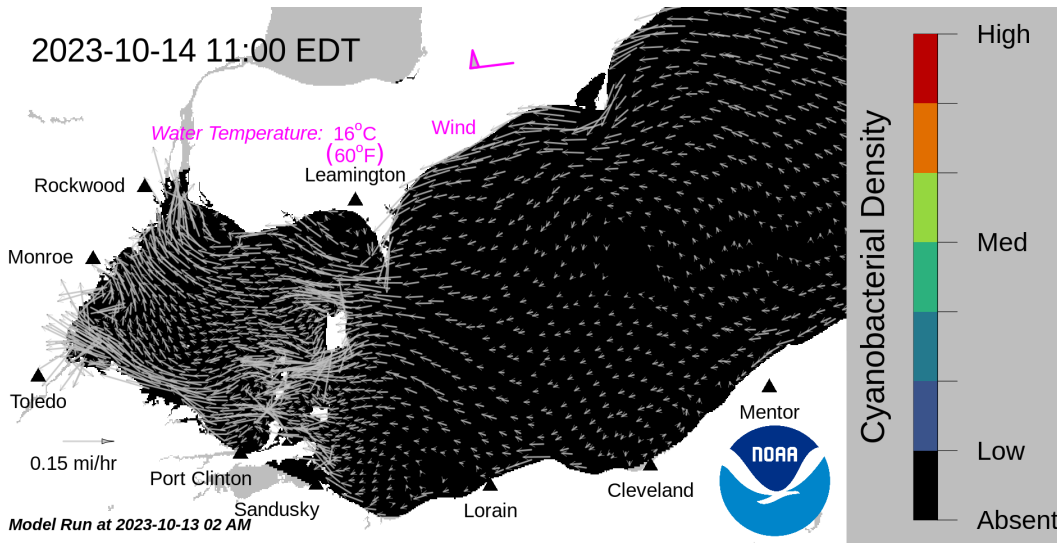 2023-10-14 11:00 EDT
High
Water Temperature: 16°C
(60°F)
Wind
Leamington
Rockwood
Monroe
Med
Cyanobacterial Density
Toledo
Mentor
0.15 mi/hr
NOAA
Low
Port Clinton
Cleveland
Sandusky
Lorain
Model Run at 2023-10-13 02 AM
Absent